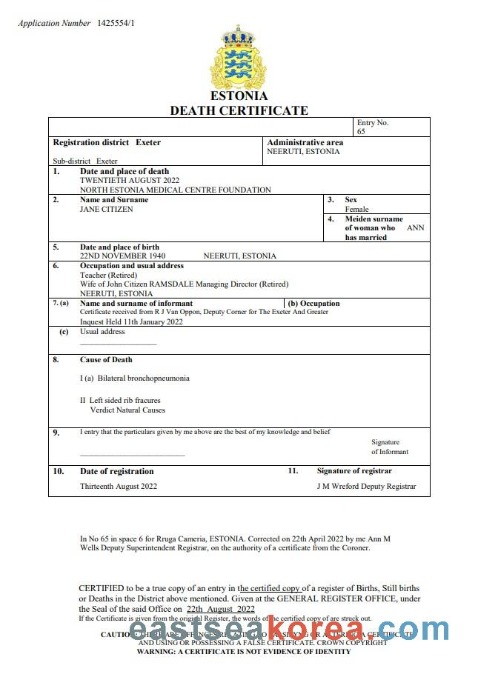 Application Number 1425554/1
ESTONIA
DEATH CERTIFICATE
Entry No.
65
Registration district Exeter
Administrative area
NEERUTI, ESTONIA
Sub-district Exeter
1. Date and place of death
TWENTIETH AUGUST 2022
NORTH ESTONIA MEDICAL CENTRE FOUNDATION
2. Name and Surname
JANE CITIZEN
3. Sex
Female
4. Meiden surname
of woman who ANN
has married
5. Date and place of birth
22ND NOVEMBER 1940 NEERUTI, ESTONIA
6. Occupation and usual address
Teacher (Retired)
Wife of John Citizen RAMSDALE Managing Director (Retired)
NEERUTI, ESTONIA
7. (a) Name and surname of informant (b) Occupation
Certificate received from R J Van Oppon, Deputy Corner for The Exeter And Greater
Inquest Held 11th January 2022
(c) Usual address
8. Cause of Death
I (a) Bilateral bronchopneumonia
II Left sided rib fracures
Verdict Natural Causes
9. I entry that the particulars given by me above are the best of my knowledge and belief
Signature
of Informant
10. Date of registration 11. Signature of registrar
Thirteenth August 2022 J M Wreford Deputy Registrar
In No 65 in space 6 for Rruga Cameria, ESTONIA. Corrected on 22th April 2022 by me Ann M
Wells Deputy Superintendent Registrar, on the authority of a certificate from the Coroner.
CERTIFIED to be a true copy of an entry in the certified copy of a register of Births, Still births
or Deaths in the District above mentioned. Given at the GENERAL REGISTER OFFICE, under
the Seal of the said Office on 22th August 2022
If the Certificate is given from the original Register, the words of the certified copy of are streck out.
eastseakorea.com
AND USING OR POSSESSING A FALSE CERTIFICATE. CROWN COPYRIGHT
WARNING: A CERTIFICATE IS NOT EVIDENCE OF IDENTITY